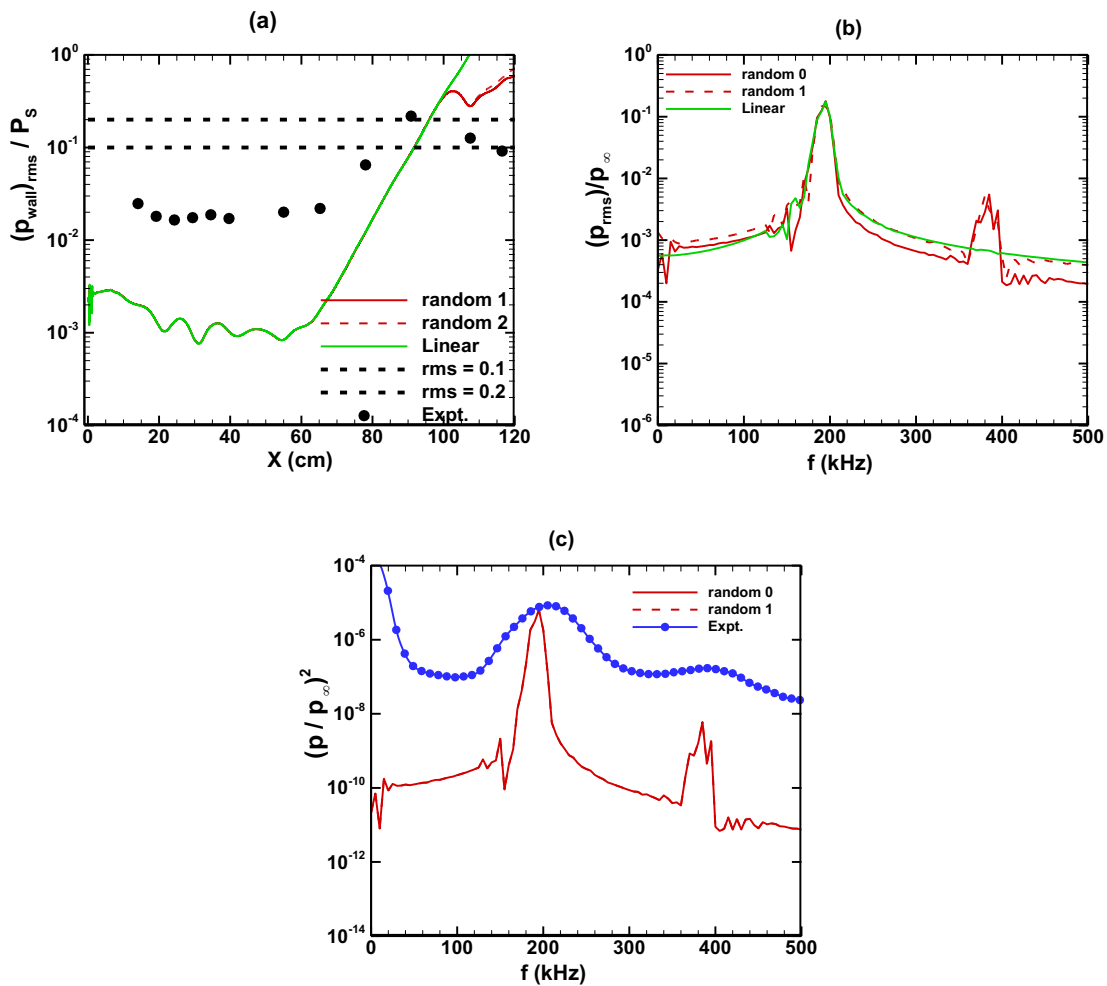 (a)
10^0
10^-1
10^-2
10^-3
10^-4
(p_wall)_rms / P_S
0 20 40 60 80 100 120
X (cm)
random 1
random 2
Linear
rms = 0.1
rms = 0.2
Expt.
(b)
10^0
10^-1
10^-2
10^-3
10^-4
10^-5
10^-6
(p_rms)/p_∞
0 100 200 300 400 500
f (kHz)
random 0
random 1
Linear
(c)
10^-4
10^-6
10^-8
10^-10
10^-12
10^-14
(p / p_∞)^2
0 100 200 300 400 500
f (kHz)
random 0
random 1
Expt.